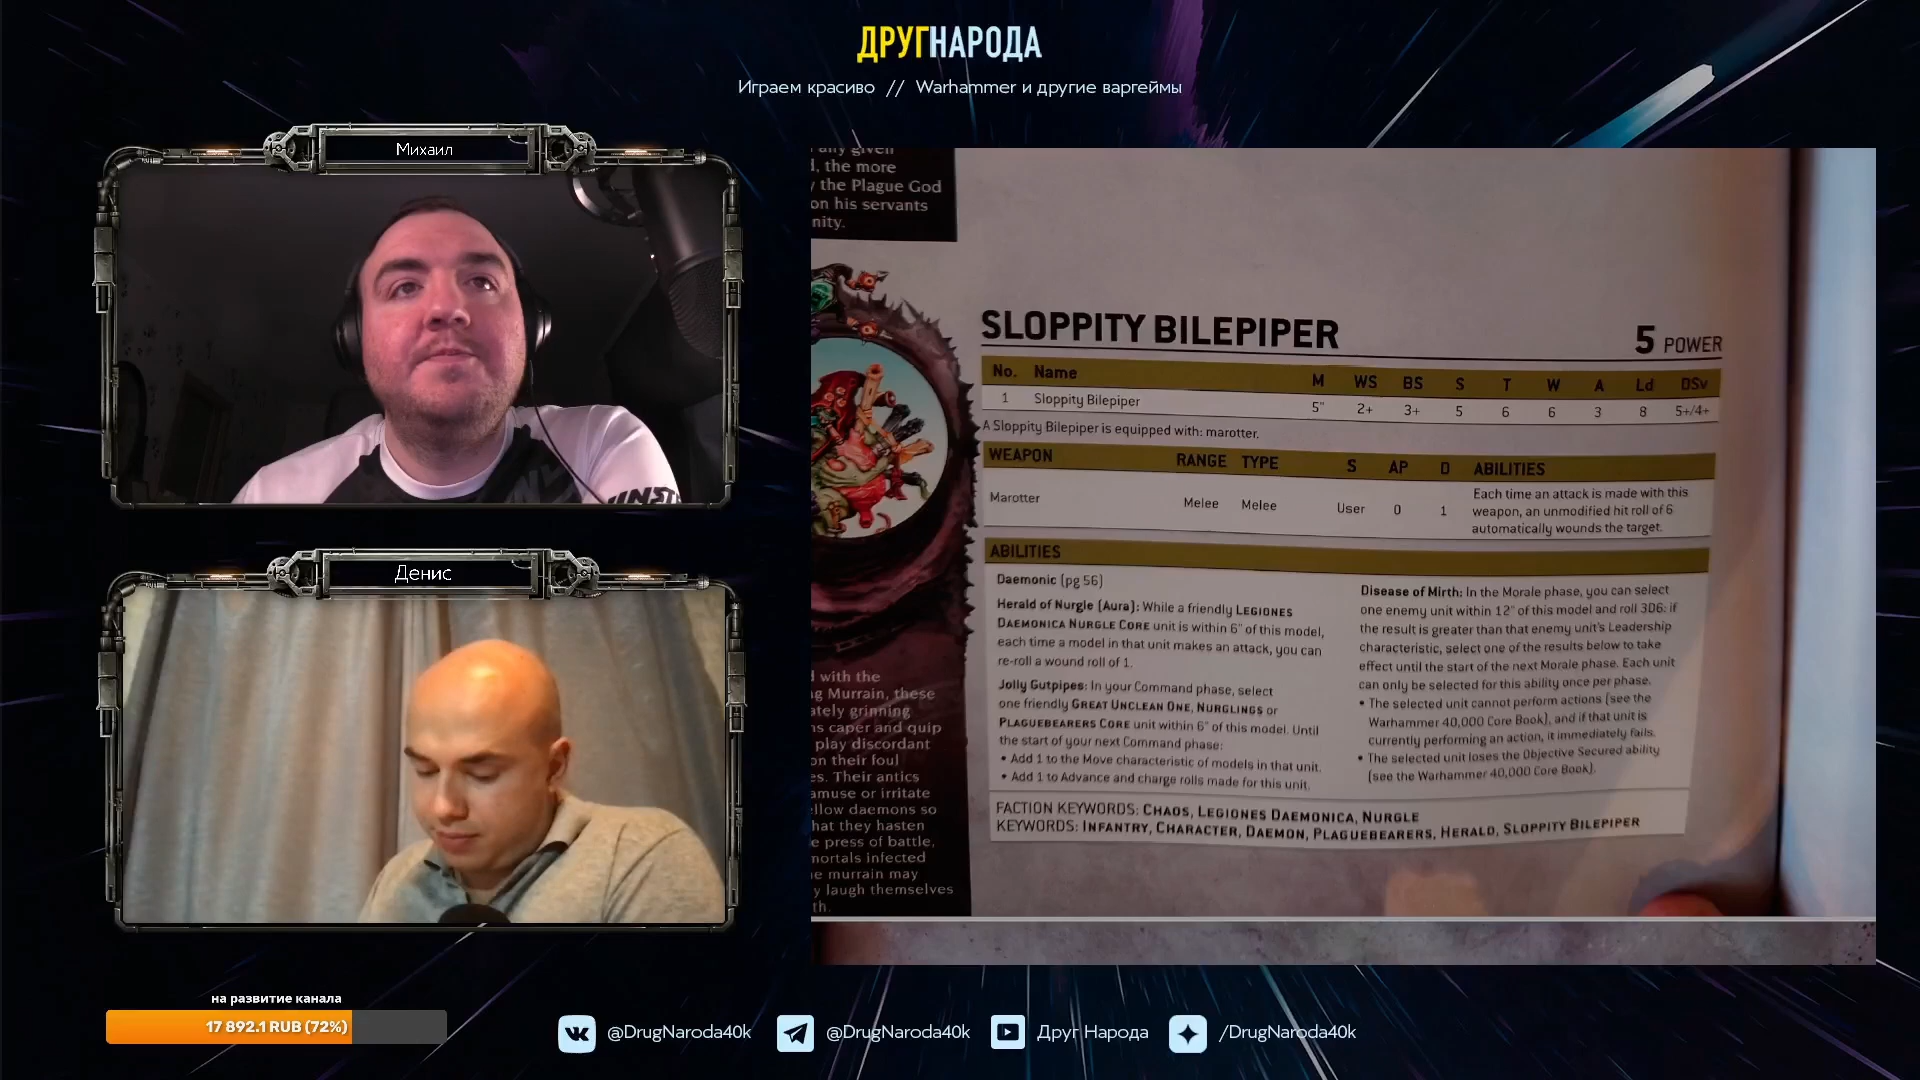 ДРУГНАРОДА
Играем красиво // Warhammer и другие варгеймы
Михаил
Денис
any given
, the more
the Plague God
on his servants
nity.
SLOPPITY BILEPIPER
5 POWER
No. Name M WS BS S T W A Ld DSv
1 Sloppity Bilepiper 5" 2+ 3+ 5 6 6 3 8 5+/4+
A Sloppity Bilepiper is equipped with: marotter.
WEAPON RANGE TYPE S AP D ABILITIES
Marotter Melee Melee User 0 1 Each time an attack is made with this
weapon, an unmodified hit roll of 6
automatically wounds the target.
ABILITIES
Daemonic (pg 56)
Herald of Nurgle (Aura): While a friendly LEGIONES
DAEMONICA NURGLE CORE unit is within 6" of this model,
each time a model in that unit makes an attack, you can
re-roll a wound roll of 1.
Jolly Gutpipes: In your Command phase, select
one friendly GREAT UNCLEAN ONE, NURGLINGS or
PLAGUEBEARERS CORE unit within 6" of this model. Until
the start of your next Command phase:
• Add 1 to the Move characteristic of models in that unit.
• Add 1 to Advance and charge rolls made for this unit.
Disease of Mirth: In the Morale phase, you can select
one enemy unit within 12" of this model and roll 3D6: if
the result is greater than that enemy unit's Leadership
characteristic, select one of the results below to take
effect until the start of the next Morale phase. Each unit
can only be selected for this ability once per phase.
• The selected unit cannot perform actions (see the
Warhammer 40,000 Core Book), and if that unit is
currently performing an action, it immediately fails.
• The selected unit loses the Objective Secured ability
(see the Warhammer 40,000 Core Book).
FACTION KEYWORDS: CHAOS, LEGIONES DAEMONICA, NURGLE
KEYWORDS: INFANTRY, CHARACTER, DAEMON, PLAGUEBEARERS, HERALD, SLOPPITY BILEPIPER
with the
g Murrain, these
ately grinning
s caper and quip
play discordant
on their foul
es. Their antics
amuse or irritate
llow daemons so
hat they hasten
e press of battle,
mortals infected
e murrain may
y laugh themselves
th.
на развитие канала
17 892.1 RUB (72%)
@DrugNaroda40k
@DrugNaroda40k
Друг Народа
/DrugNaroda40k